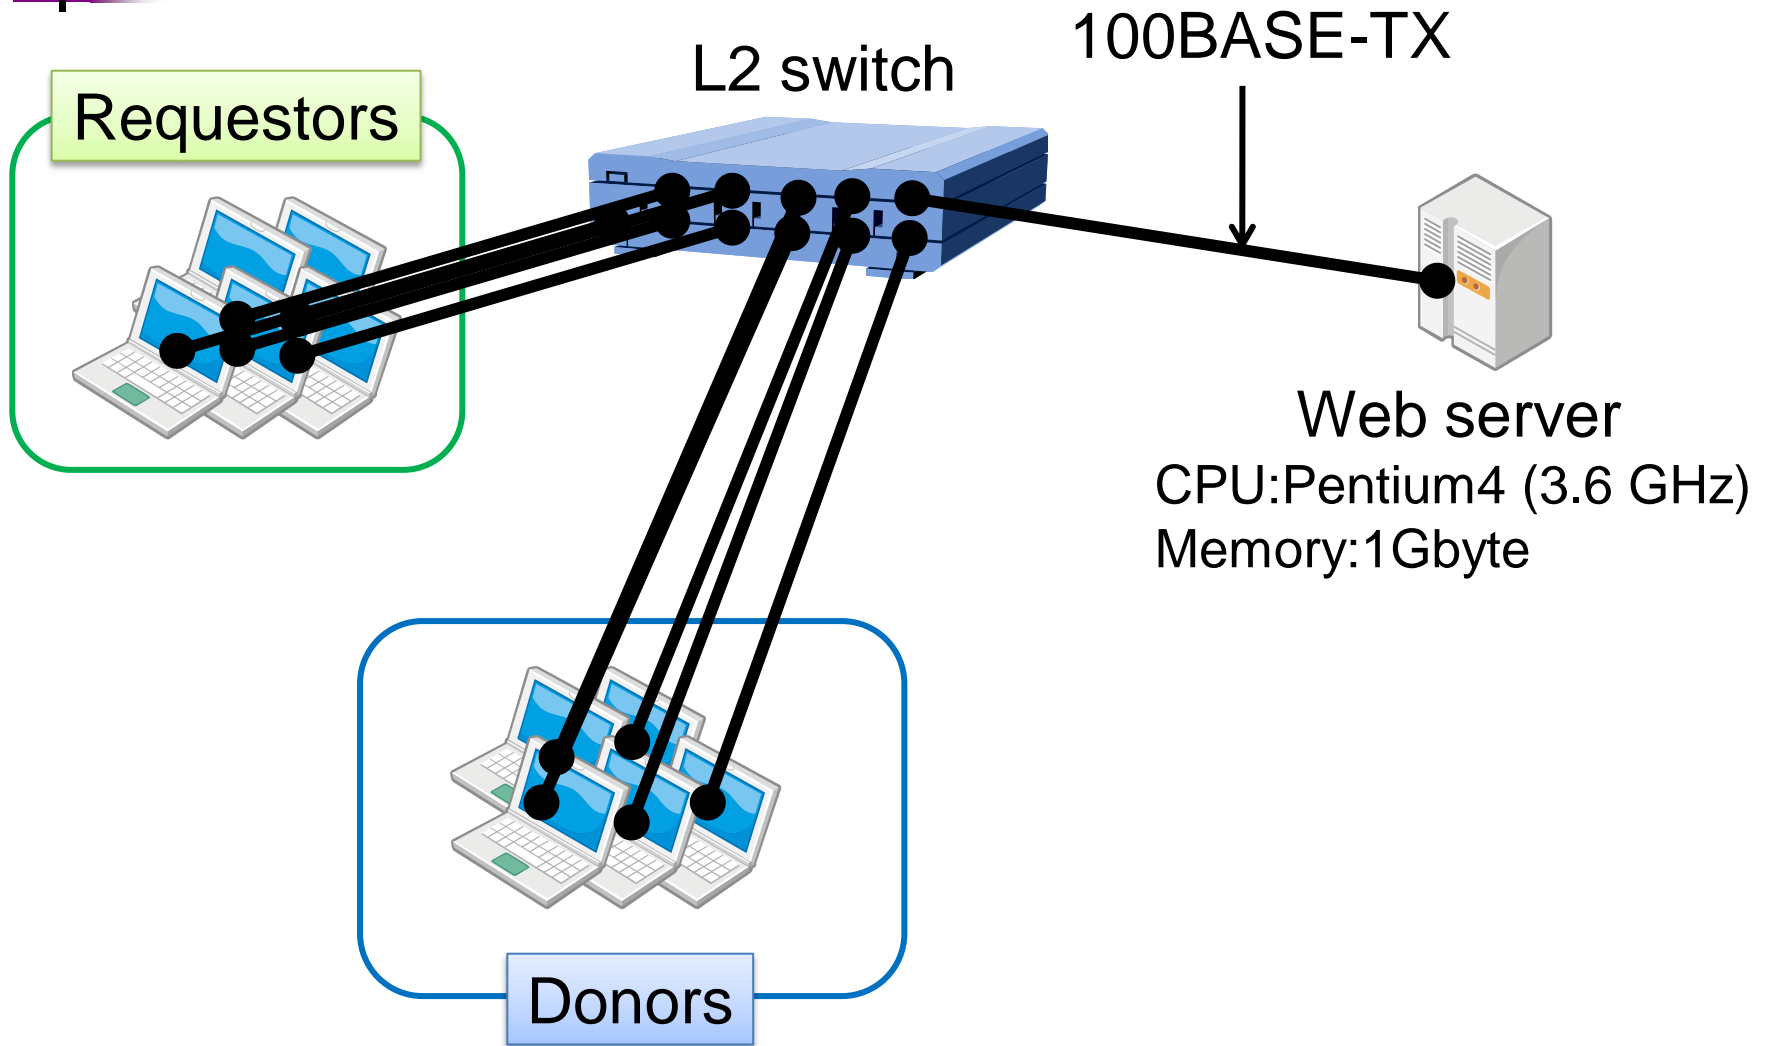 100BASE-TX
L2 switch
Requestors
Web server
CPU:Pentium4 (3.6 GHz)
Memory:1Gbyte
Donors